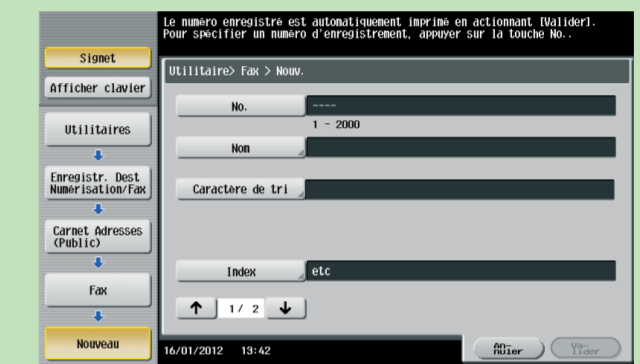 Le numéro enregistré est automatiquement imprimé en actionnant [Valider].
Pour spécifier un numéro d'enregistrement, appuyer sur la touche No..
Signet
Afficher clavier
Utilitaires
Enregistr. Dest
Numérisation/Fax
Carnet Adresses
(Public)
Fax
Nouveau
Utilitaire> Fax > Nouv.
No.
----
1 - 2000
Nom
Caractère de tri
Index
etc
1/ 2
16/01/2012 13:42
An-
nuler
Va-
lider